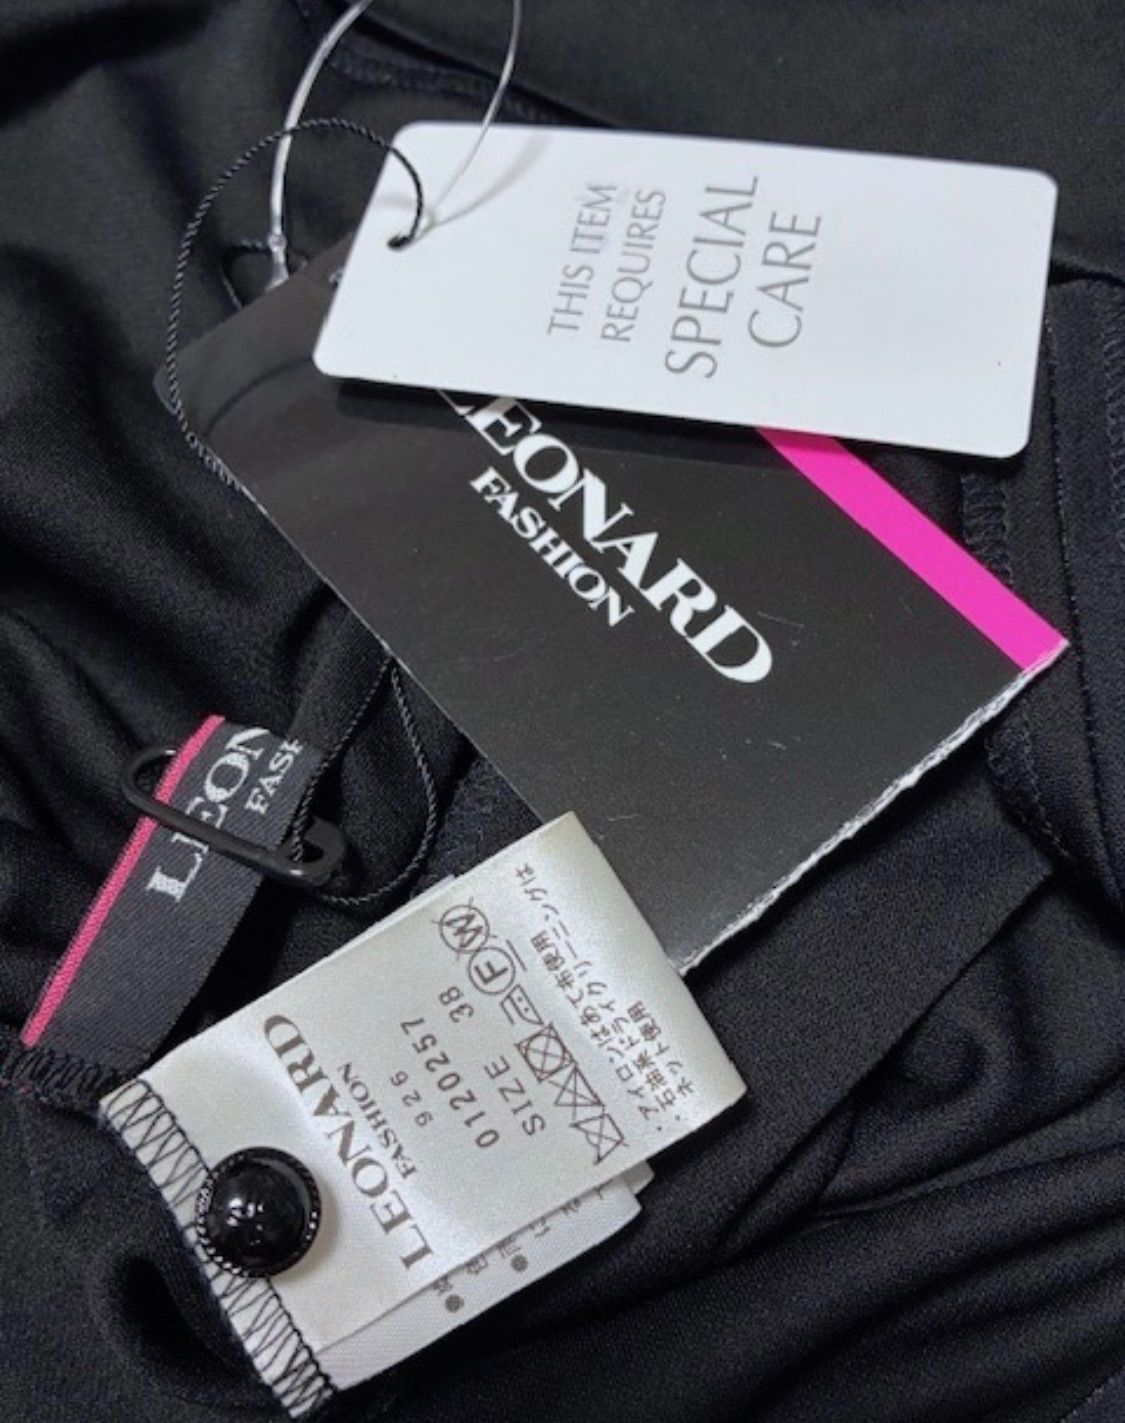 THIS ITEM
REQUIRES
SPECIAL
CARE
LEONARD
FASHION
LEON
FASH
LEONARD
FASHION
926
0120257
SIZE 38
F W
・アイロンはあて布使用
・石油系ドライクリーニングは
ネット使用